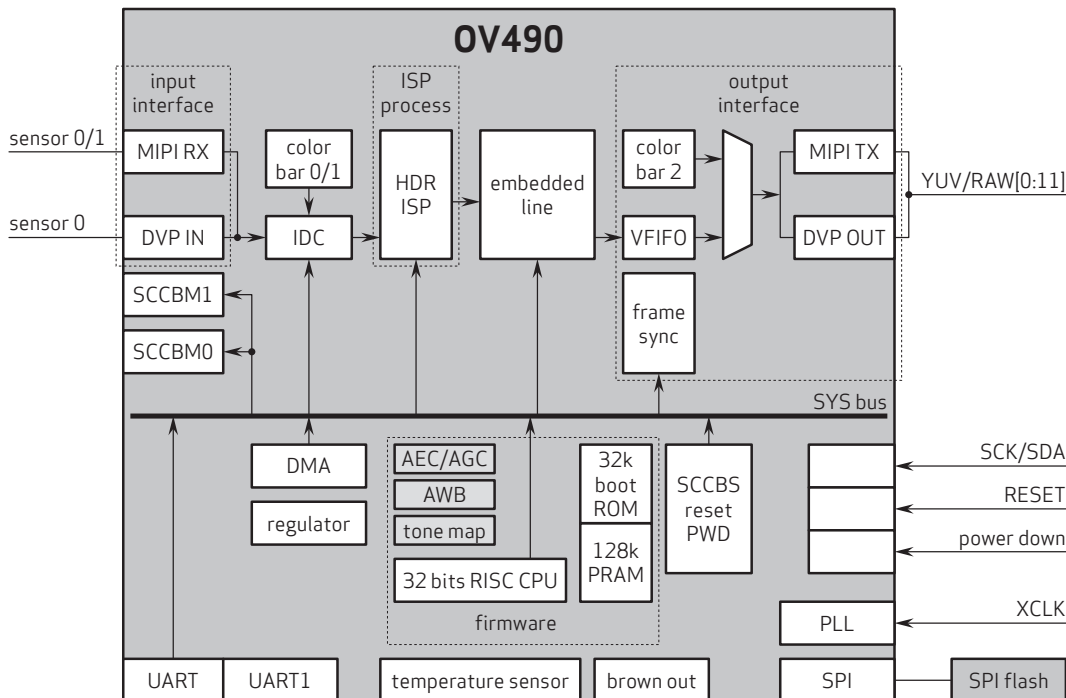 OV490
input
interface
ISP
process
output
interface
sensor 0/1
MIPI RX
color
bar 0/1
HDR
ISP
embedded
line
color
bar 2
MIPI TX
YUV/RAW[0:11]
sensor 0
DVP IN
IDC
VFIFO
DVP OUT
SCCBM1
SCCBM0
frame
sync
SYS bus
DMA
regulator
AEC/AGC
AWB
tone map
32 bits RISC CPU
32k
boot
ROM
128k
PRAM
firmware
SCCBS
reset
PWD
SCK/SDA
RESET
power down
PLL
XCLK
UART
UART1
temperature sensor
brown out
SPI
SPI flash